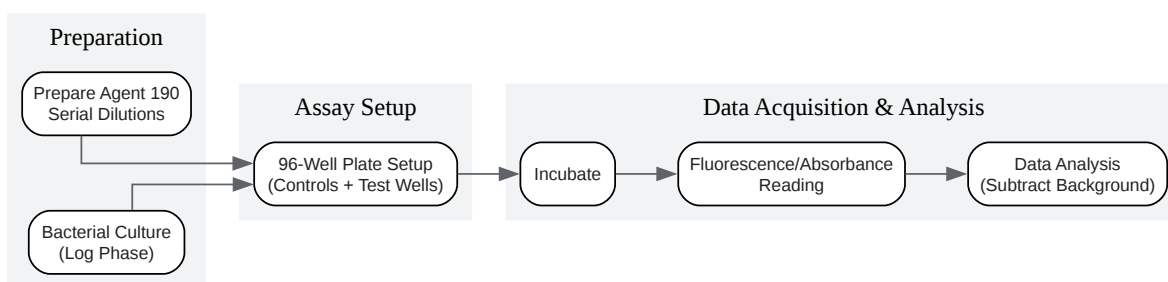 Preparation
Prepare Agent 190
Serial Dilutions
Bacterial Culture
(Log Phase)
Assay Setup
96-Well Plate Setup
(Controls + Test Wells)
Data Acquisition & Analysis
Incubate
Fluorescence/Absorbance
Reading
Data Analysis
(Subtract Background)